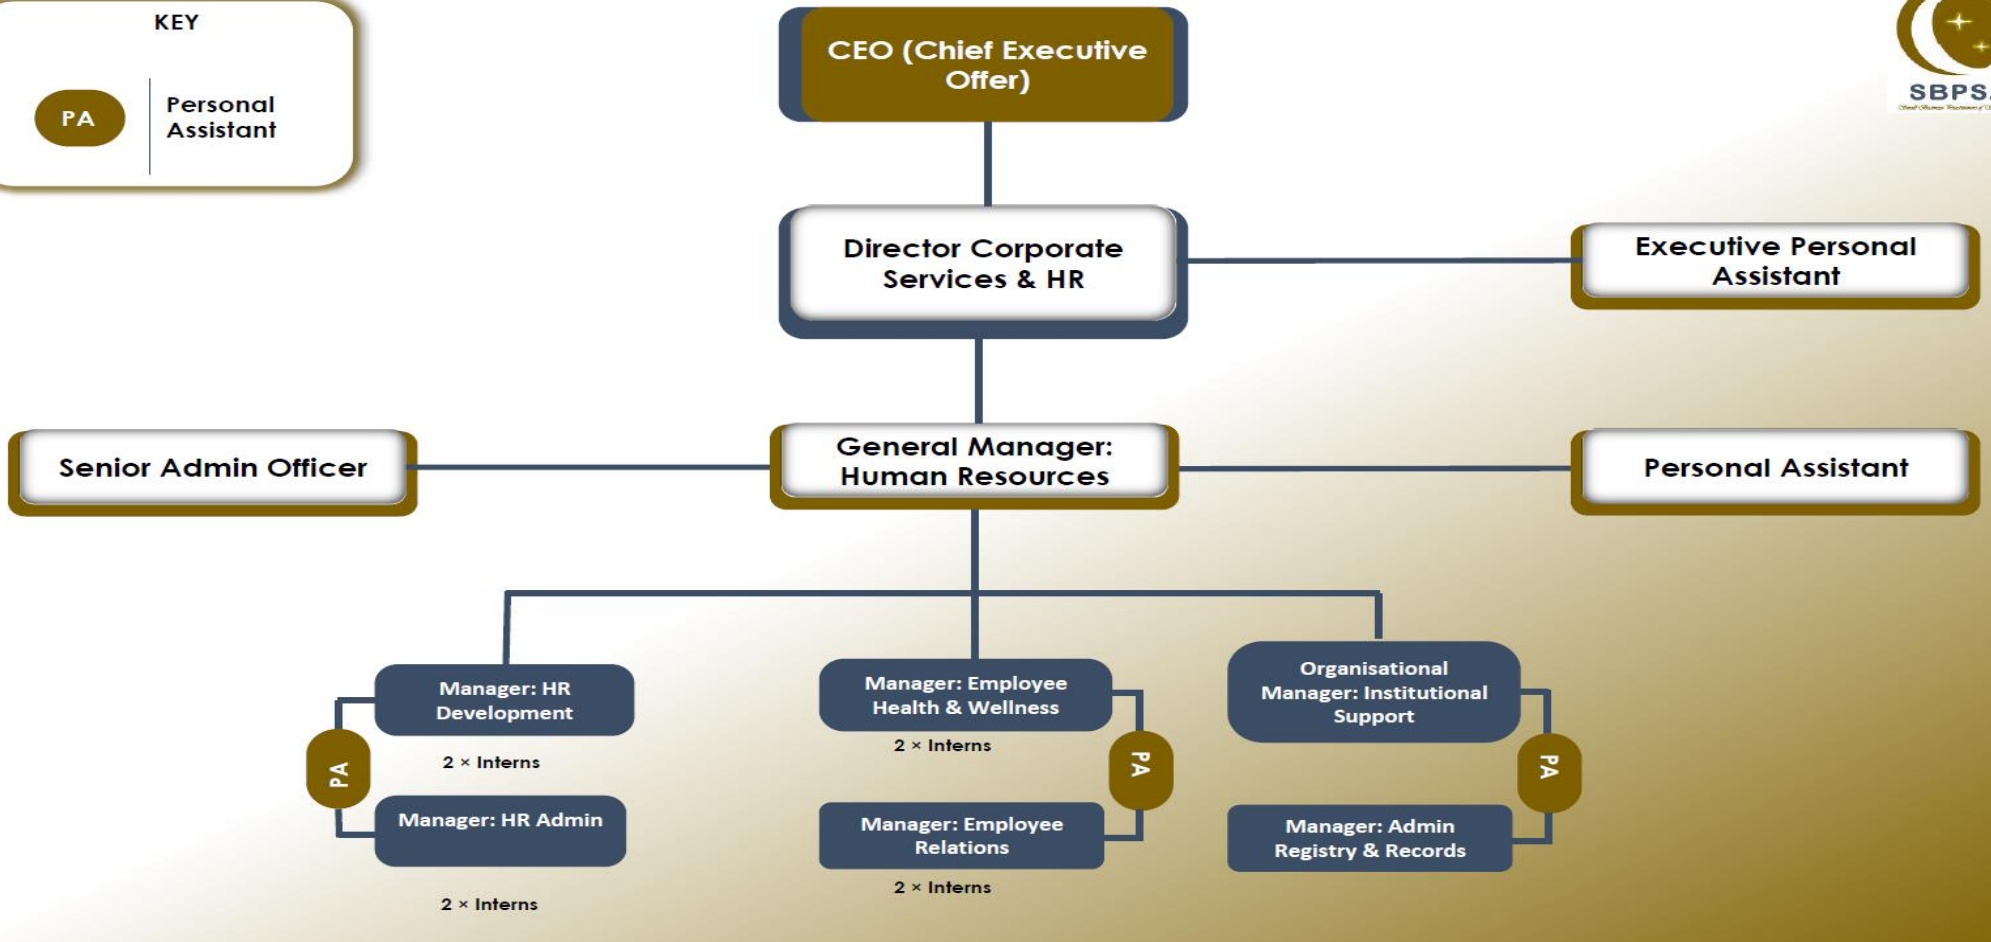 KEY
PA
Personal
Assistant
CEO (Chief Executive
Offer)
SBPS
Director Corporate
Services & HR
Executive Personal
Assistant
Senior Admin Officer
General Manager:
Human Resources
Personal Assistant
Manager: HR
Development
2 × Interns
PA
Manager: HR Admin
2 × Interns
Manager: Employee
Health & Wellness
2 × Interns
PA
Manager: Employee
Relations
2 × Interns
Organisational
Manager: Institutional
Support
PA
Manager: Admin
Registry & Records